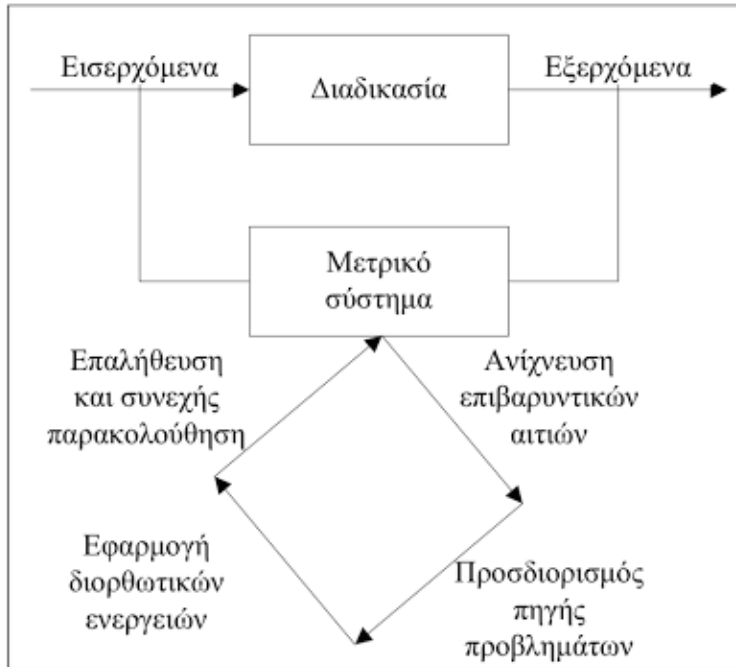 Εισερχόμενα
Διαδικασία
Εξερχόμενα
Μετρικό
σύστημα
Επαλήθευση
και συνεχής
παρακολούθηση
Ανίχνευση
επιβαρυντικών
αιτιών
Εφαρμογή
διορθωτικών
ενεργειών
Προσδιορισμός
πηγής
προβλημάτων